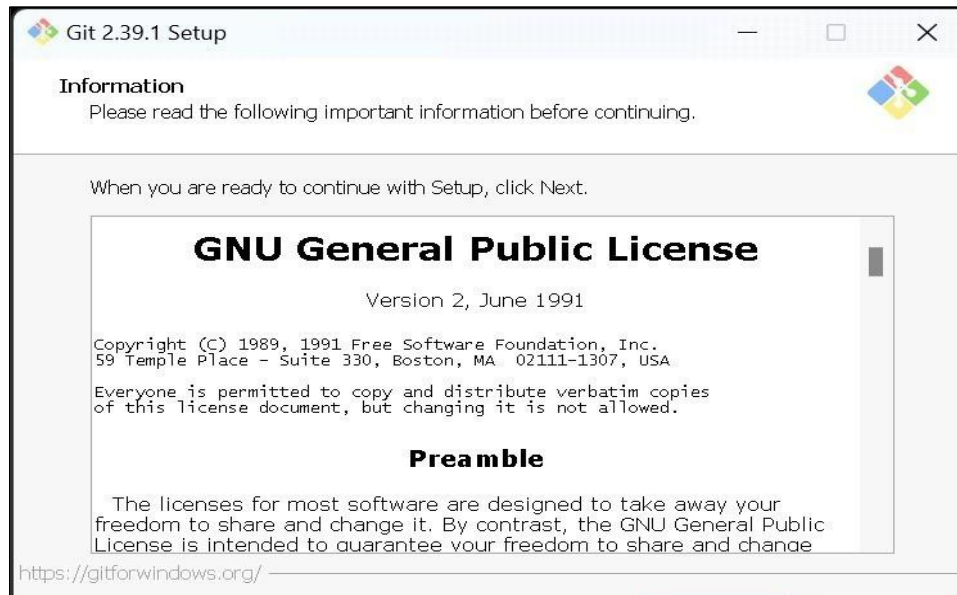 Git 2.39.1 Setup
Information
Please read the following important information before continuing.
When you are ready to continue with Setup, click Next.
GNU General Public License
Version 2, June 1991
Copyright (C) 1989, 1991 Free Software Foundation, Inc.
59 Temple Place - Suite 330, Boston, MA  02111-1307, USA
Everyone is permitted to copy and distribute verbatim copies
of this license document, but changing it is not allowed.
Preamble
The licenses for most software are designed to take away your
freedom to share and change it. By contrast, the GNU General Public
License is intended to guarantee your freedom to share and change
https://gitforwindows.org/